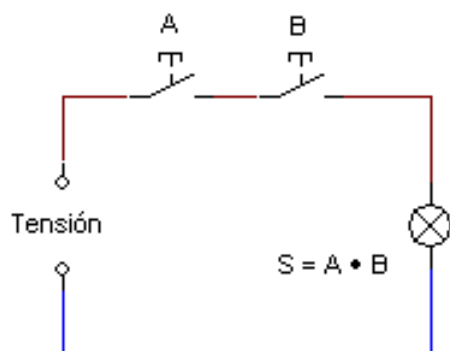 A B
Tensión
S = A • B